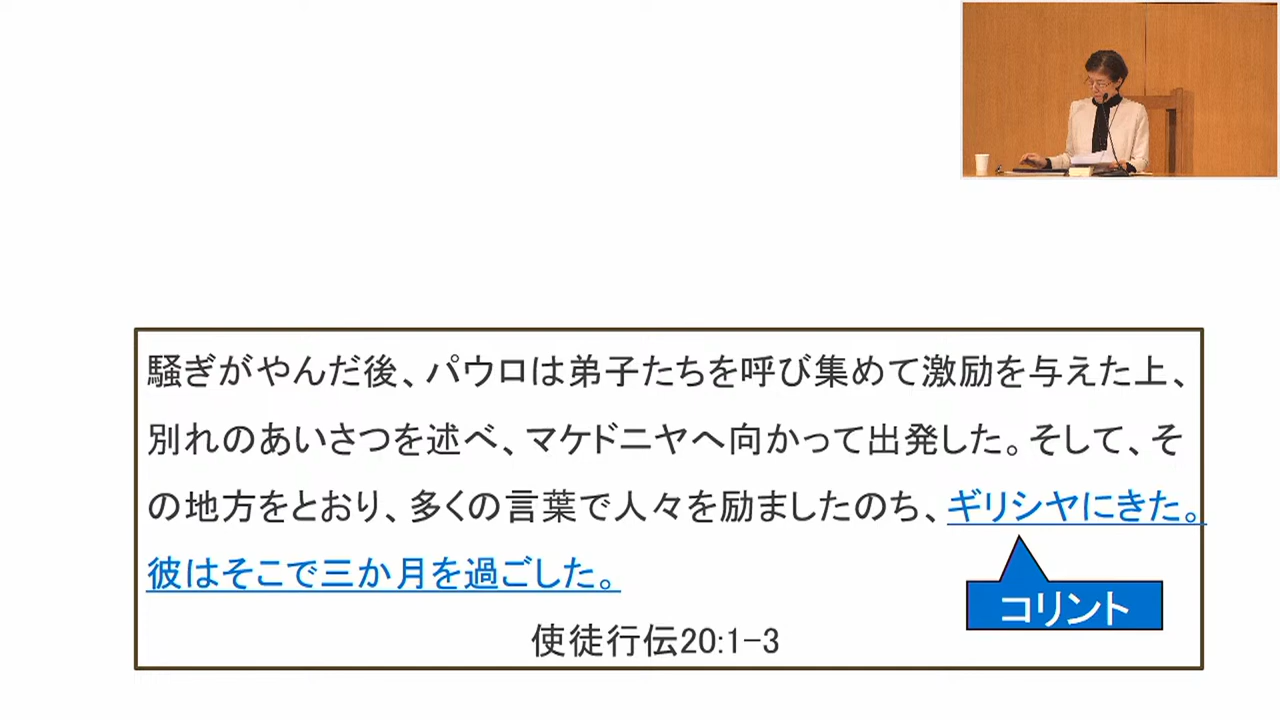 騒ぎがやんだ後、パウロは弟子たちを呼び集めて激励を与えた上、
別れのあいさつを述べ、マケドニヤへ向かって出発した。そして、そ
の地方をとおり、多くの言葉で人々を励ましたのち、ギリシヤにきた。
彼はそこで三か月を過ごした。
コリント
使徒行伝20:1-3